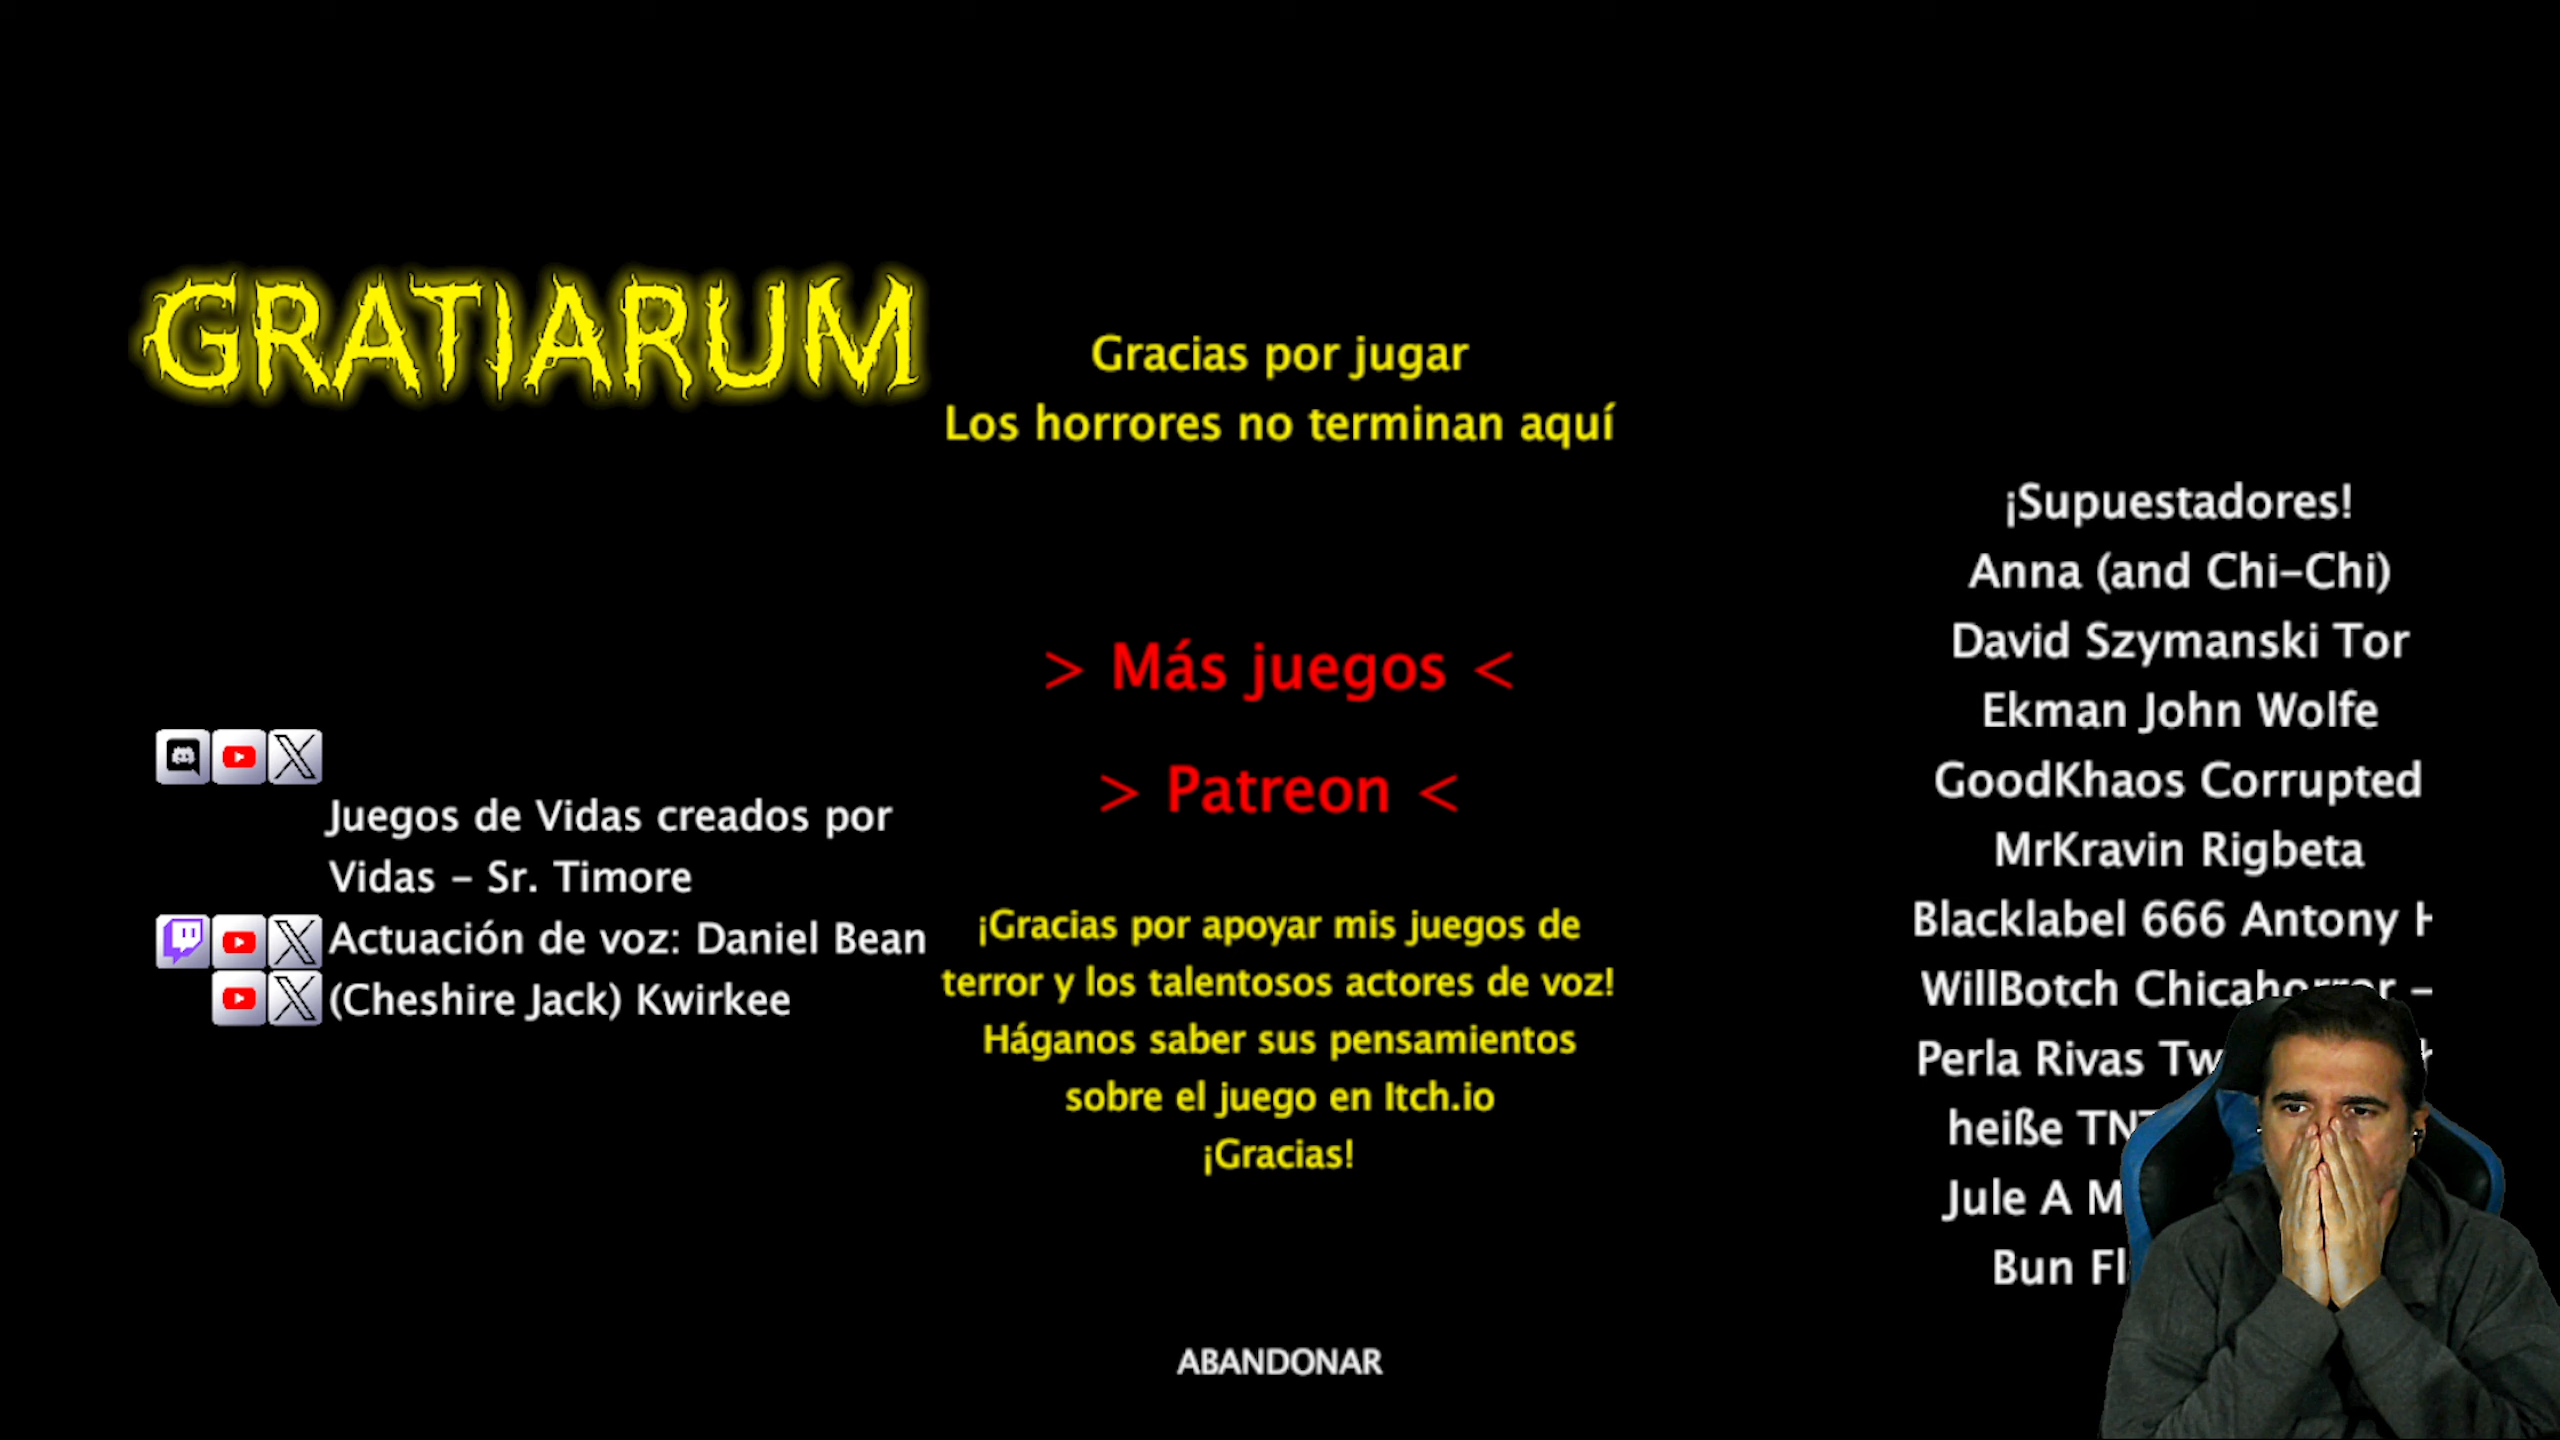 GRATIARUM
Gracias por jugar
Los horrores no terminan aquí
> Más juegos <
> Patreon <
Juegos de Vidas creados por
Vidas - Sr. Timore
Actuación de voz: Daniel Bean
(Cheshire Jack) Kwirkee
¡Gracias por apoyar mis juegos de
terror y los talentosos actores de voz!
Háganos saber sus pensamientos
sobre el juego en Itch.io
¡Gracias!
ABANDONAR
¡Supuestadores!
Anna (and Chi-Chi)
David Szymanski Tor
Ekman John Wolfe
GoodKhaos Corrupted
MrKravin Rigbeta
Blacklabel 666 Antony
WillBotch Chicahorror -
Perla Rivas
heiße
Jule A
Bun